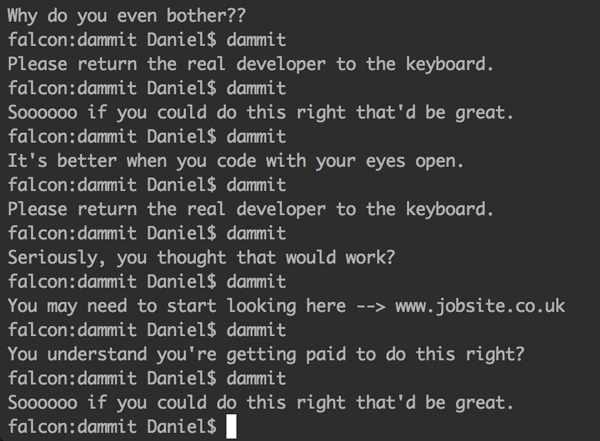 Why do you even bother??
falcon:dammit Daniel$ dammit
Please return the real developer to the keyboard.
falcon:dammit Daniel$ dammit
Soooooo if you could do this right that'd be great.
falcon:dammit Daniel$ dammit
It's better when you code with your eyes open.
falcon:dammit Daniel$ dammit
Please return the real developer to the keyboard.
falcon:dammit Daniel$ dammit
Seriously, you thought that would work?
falcon:dammit Daniel$ dammit
You may need to start looking here --> www.jobsite.co.uk
falcon:dammit Daniel$ dammit
You understand you're getting paid to do this right?
falcon:dammit Daniel$ dammit
Soooooo if you could do this right that'd be great.
falcon:dammit Daniel$